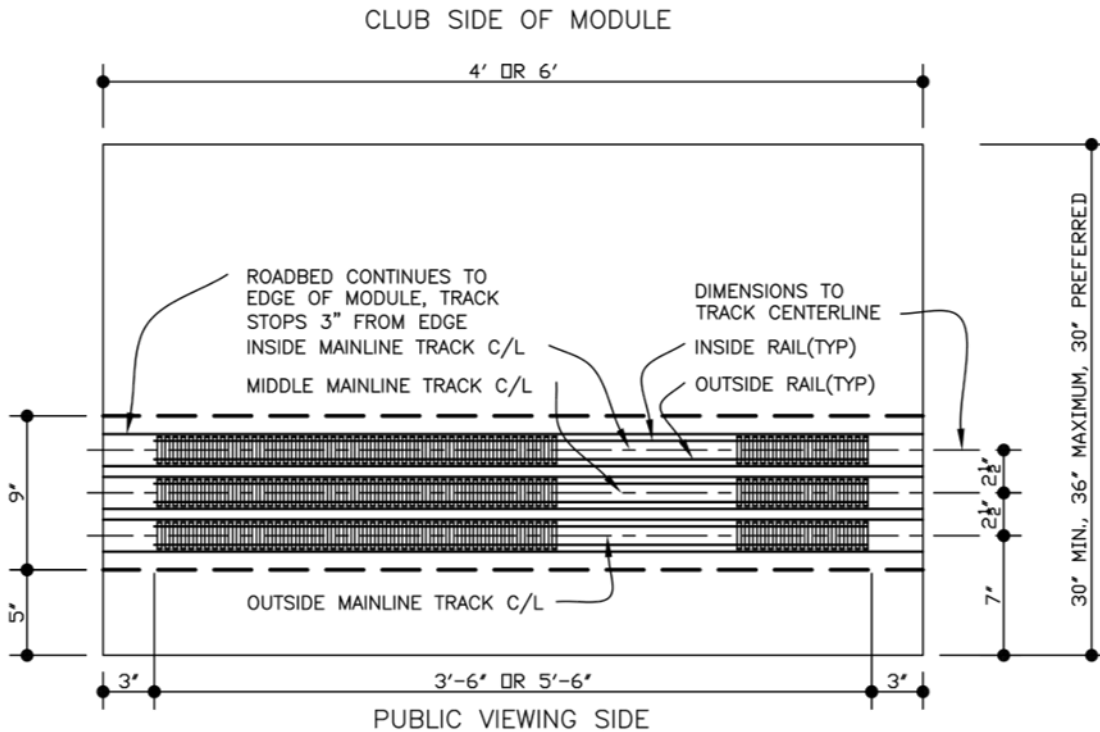 CLUB SIDE OF MODULE
4' OR 6'
ROADBED CONTINUES TO
EDGE OF MODULE, TRACK
STOPS 3" FROM EDGE
INSIDE MAINLINE TRACK C/L
MIDDLE MAINLINE TRACK C/L
DIMENSIONS TO
TRACK CENTERLINE
INSIDE RAIL(TYP)
OUTSIDE RAIL(TYP)
30" MIN., 36" MAXIMUM, 30" PREFERRED
9"
2½"
2½"
OUTSIDE MAINLINE TRACK C/L
5"
7"
3"
3'-6" OR 5'-6"
3"
PUBLIC VIEWING SIDE